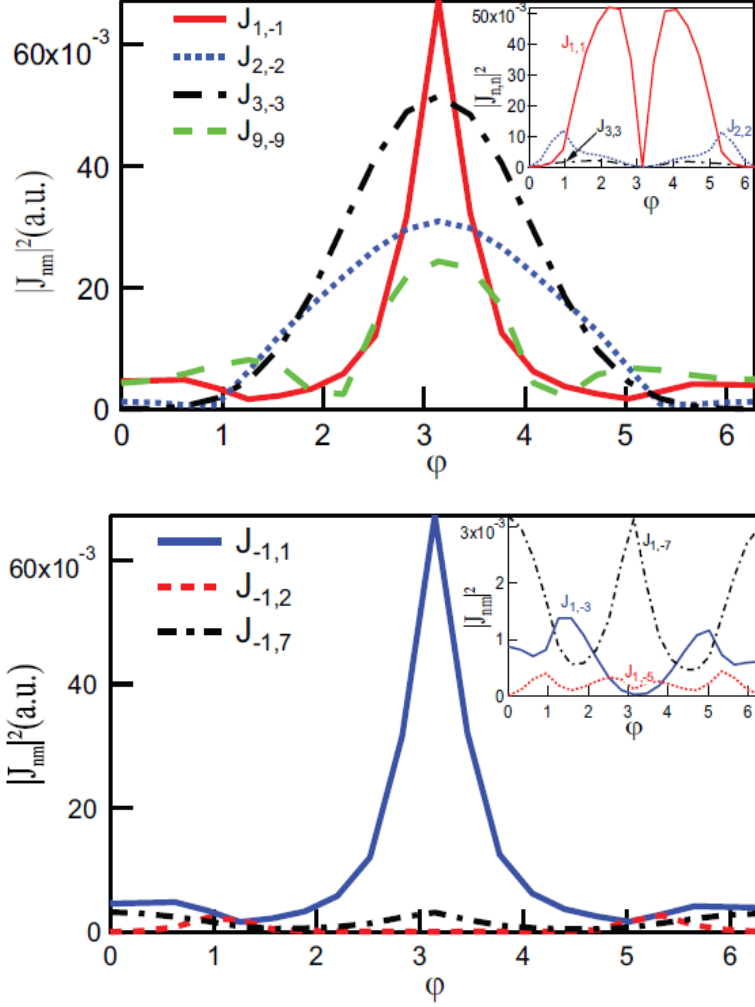 J1,-1
J2,-2
J3,-3
J9,-9
60x10-3
40
20
0
|Jnm|2(a.u.)
0 1 2 3 4 5 6
φ
50x10-3
40
30
20
10
0
|Jn,n|2
J1,1
J3,3
J2,2
0 1 2 3 4 5 6
φ
J-1,1
J-1,2
J-1,7
60x10-3
40
20
0
|Jnm|2(a.u.)
0 1 2 3 4 5 6
φ
3x10-3
2
1
0
|Jnm|2
J1,-7
J1,-3
J1,-5
0 1 2 3 4 5 6
φ